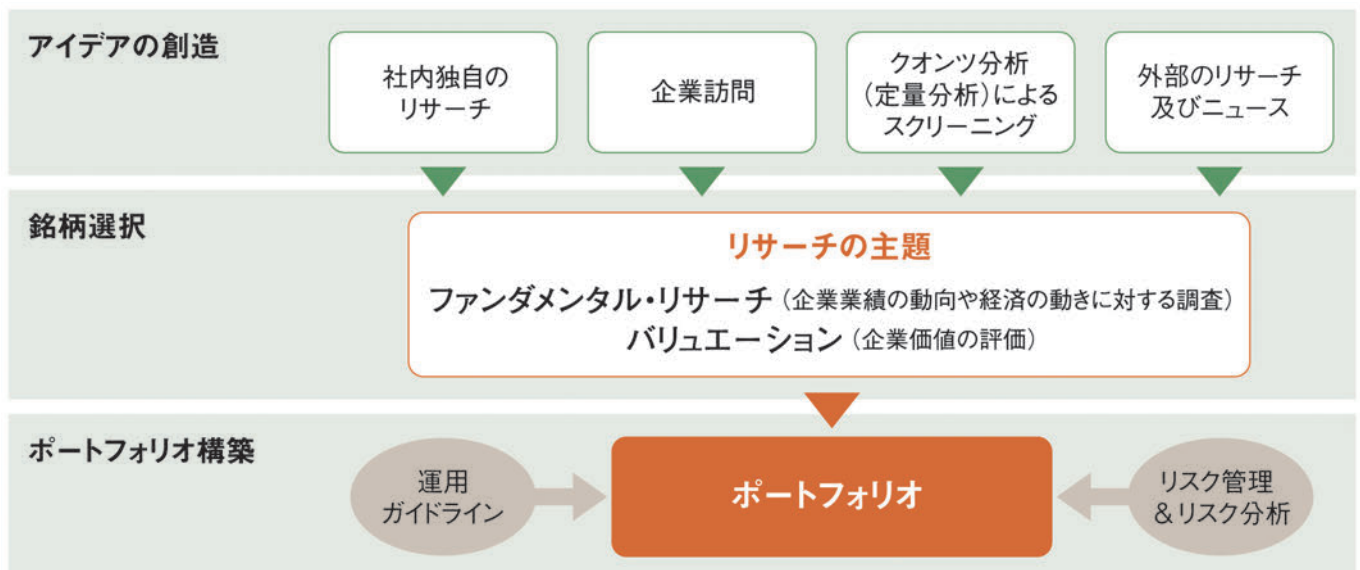 アイデアの創造
社内独自の
リサーチ
企業訪問
クオンツ分析
(定量分析)による
スクリーニング
外部のリサーチ
及びニュース
銘柄選択
リサーチの主題
ファンダメンタル・リサーチ(企業業績の動向や経済の動きに対する調査)
バリュエーション(企業価値の評価)
ポートフォリオ構築
運用
ガイドライン
ポートフォリオ
リスク管理
&リスク分析